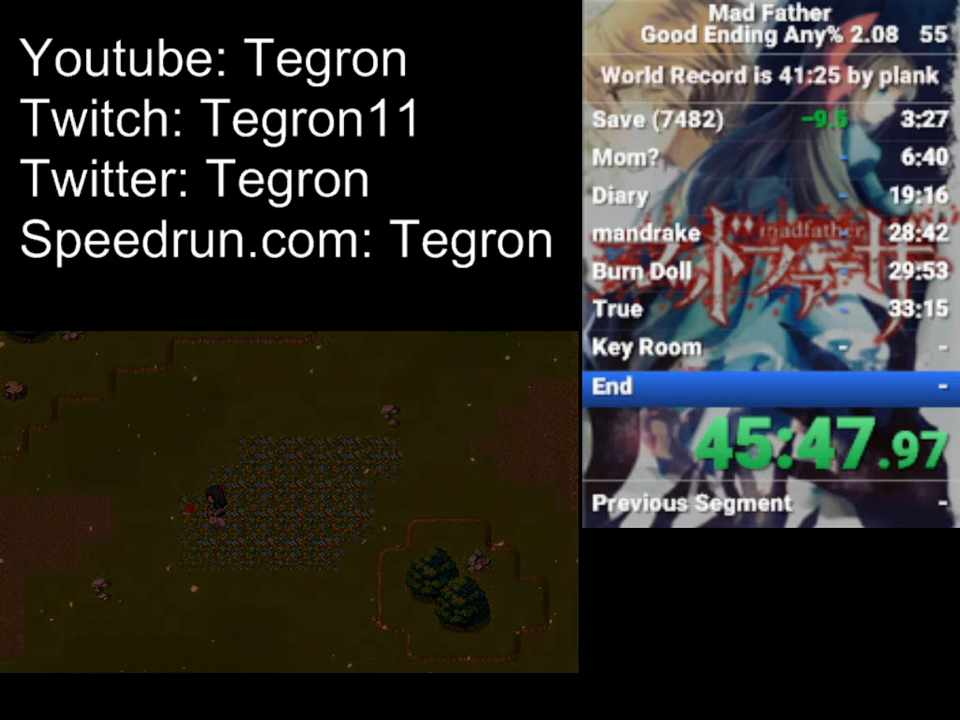 Youtube: Tegron
Twitch: Tegron11
Twitter: Tegron
Speedrun.com: Tegron
Mad Father
Good Ending Any% 2.08 55
World Record is 41:25 by plank
Save (7482) -9.5 3:27
Mom? - 6:40
Diary - 19:16
mandrake - 28:42
Burn Doll - 29:53
True - 33:15
Key Room - -
End -
45:47.97
Previous Segment -
madfather